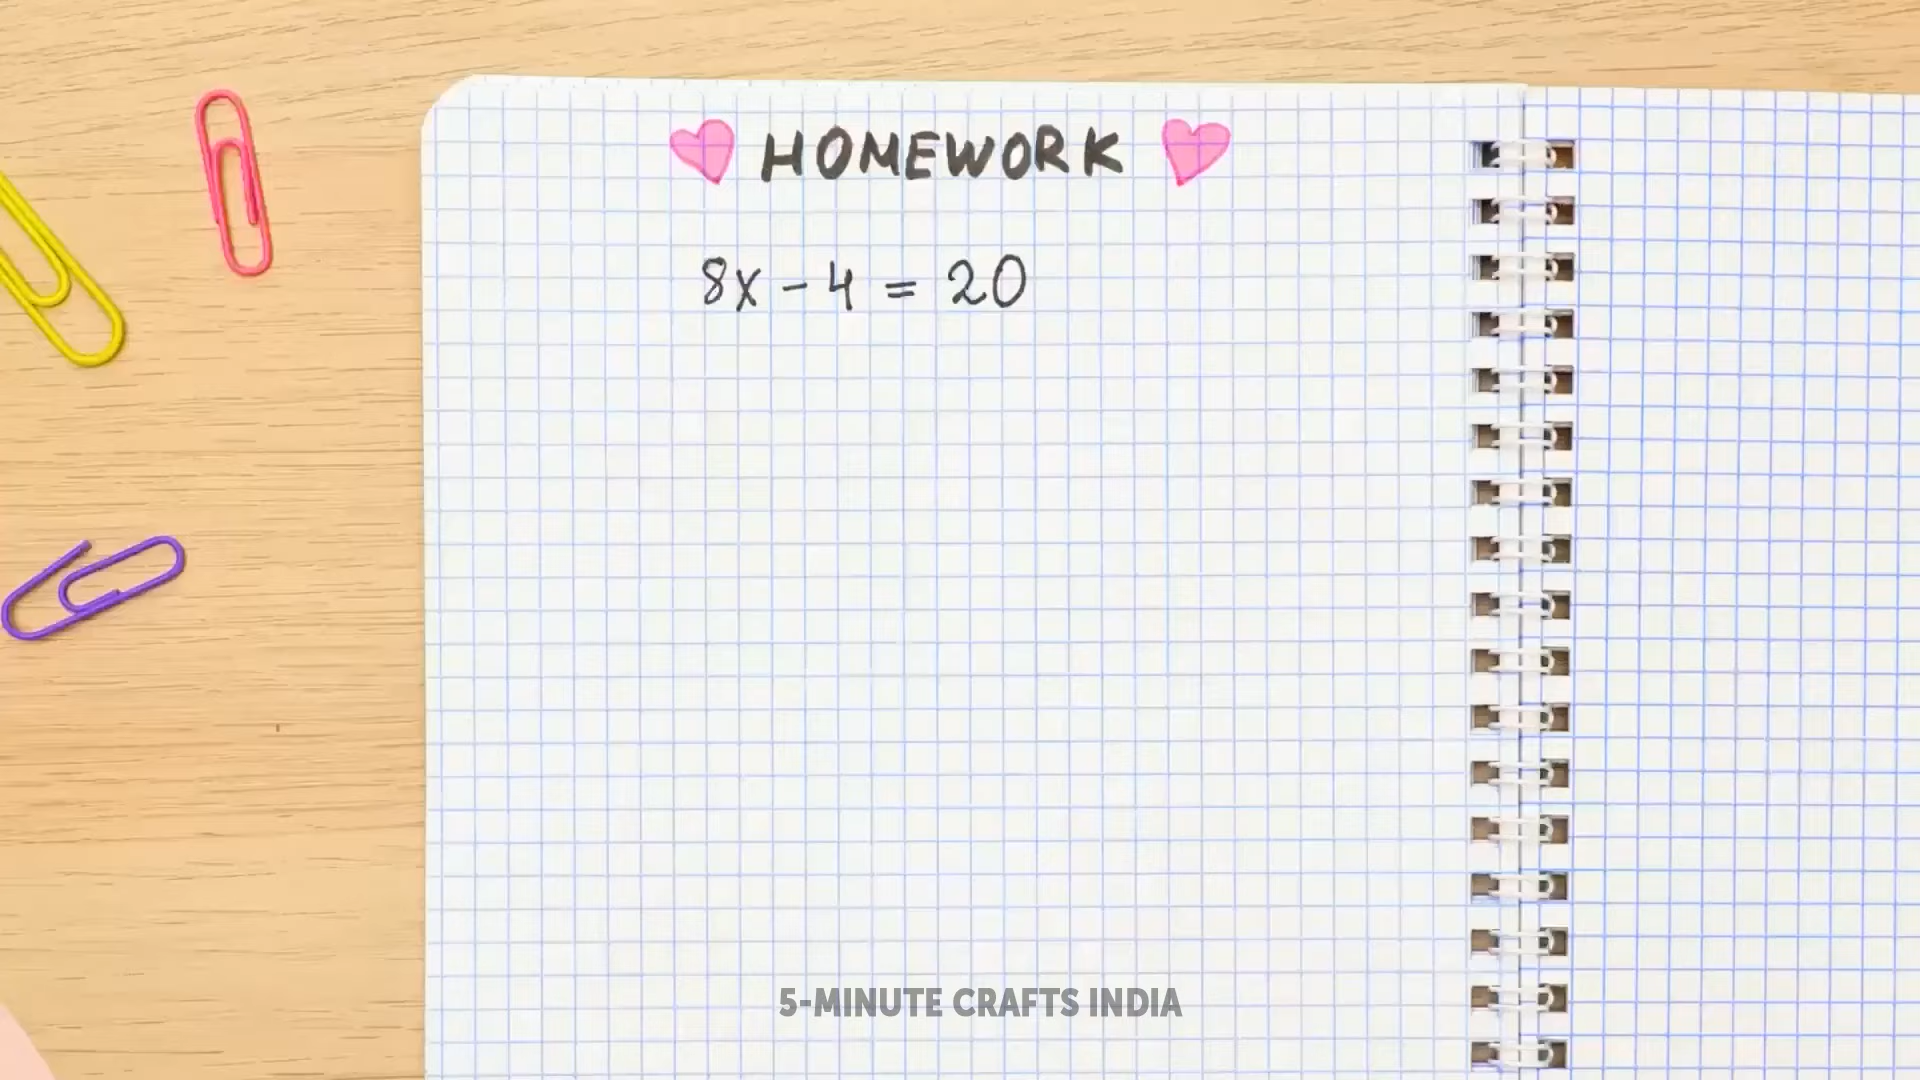 HOMEWORK
8x - 4 = 20
5-MINUTE CRAFTS INDIA